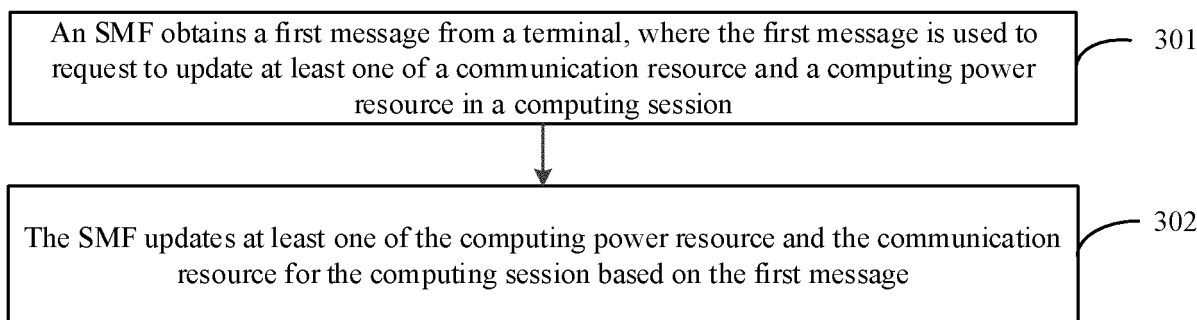 An SMF obtains a first message from a terminal, where the first message is used to
request to update at least one of a communication resource and a computing power
resource in a computing session
301
The SMF updates at least one of the computing power resource and the communication
resource for the computing session based on the first message
302